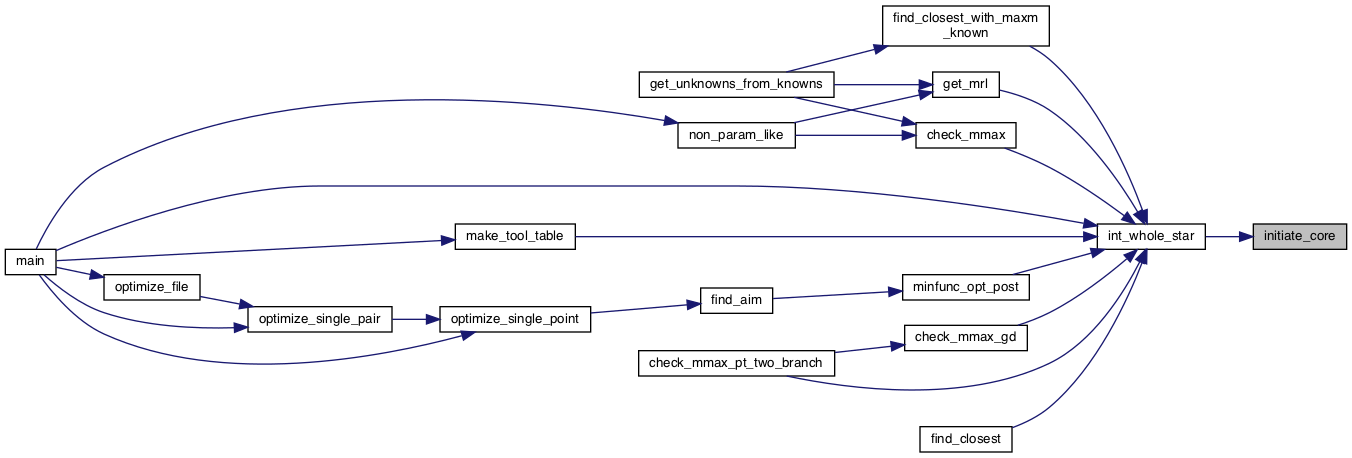 find_closest_with_maxm
_known
get_unknowns_from_knowns
get_mrl
non_param_like
check_mmax
main
make_tool_table
int_whole_star
initiate_core
optimize_file
minfunc_opt_post
find_aim
optimize_single_pair
optimize_single_point
check_mmax_gd
check_mmax_pt_two_branch
find_closest